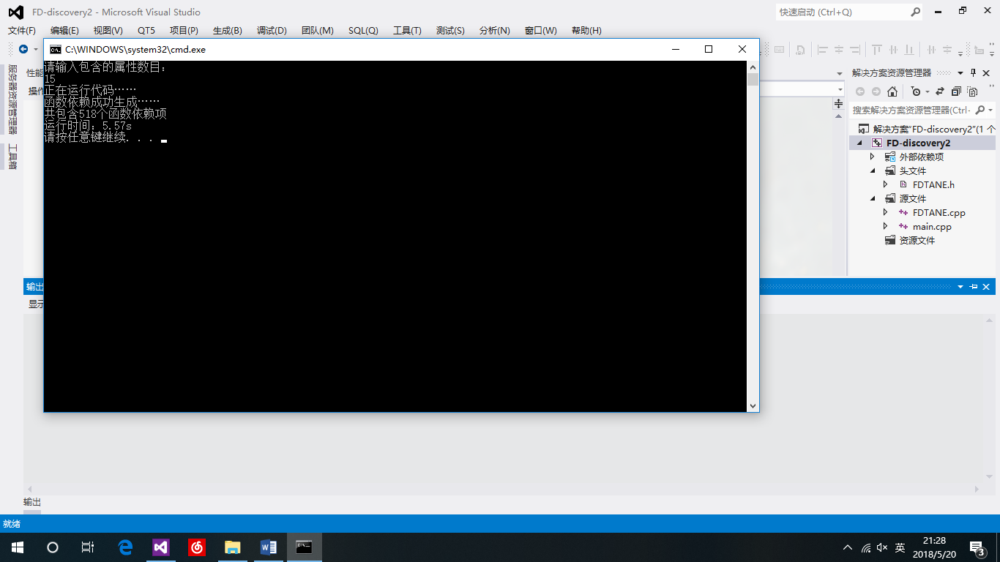 FD-discovery2 - Microsoft Visual Studio
快速启动 (Ctrl+Q)
文件(F) 编辑(E) 视图(V) QT5 项目(P) 生成(B) 调试(D) 团队(M) SQL(Q) 工具(T) 测试(S) 分析(N) 窗口(W) 帮助(H)
C:\WINDOWS\system32\cmd.exe
请输入包含的属性数目:
15
正在运行代码……
函数依赖成功生成……
共包含518个函数依赖项
运行时间: 5.57s
请按任意键继续. . .
服务器资源管理器
工具箱
解决方案资源管理器
搜索解决方案资源管理器(Ctrl-
解决方案"FD-discovery2"(1 个
FD-discovery2
外部依赖项
头文件
FDTANE.h
源文件
FDTANE.cpp
main.cpp
资源文件
输出
输出
就绪
英
21:28
2018/5/20
3